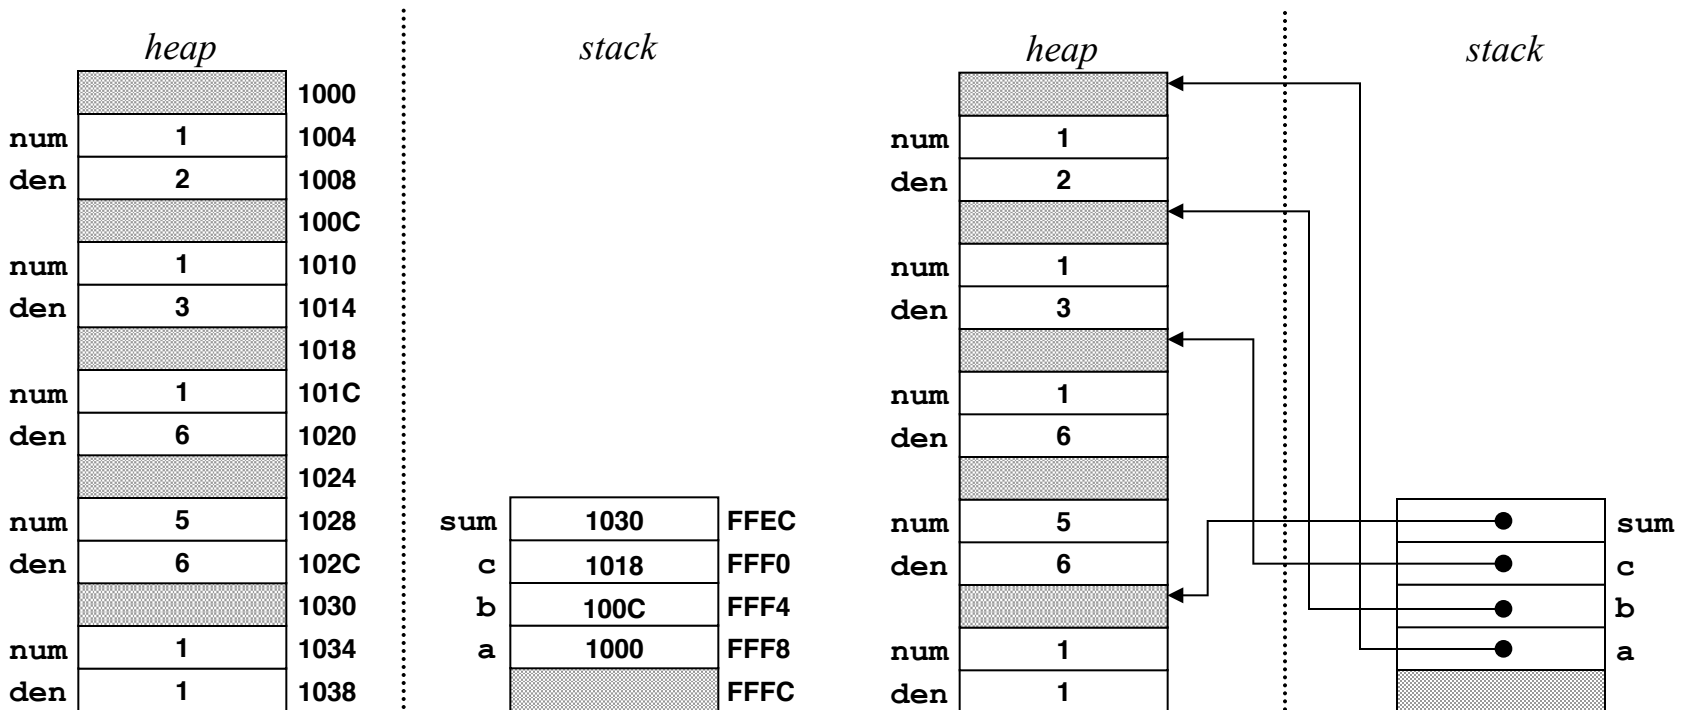 heap stack heap stack
1000
num 1 1004 num 1
den 2 1008 den 2
100C
num 1 1010 num 1
den 3 1014 den 3
1018
num 1 101C num 1
den 6 1020 den 6
1024
num 5 1028 sum 1030 FFEC num 5 sum
den 6 102C c 1018 FFF0 den 6 c
1030 b 100C FFF4 b
num 1 1034 a 1000 FFF8 num 1 a
den 1 1038 FFFC den 1